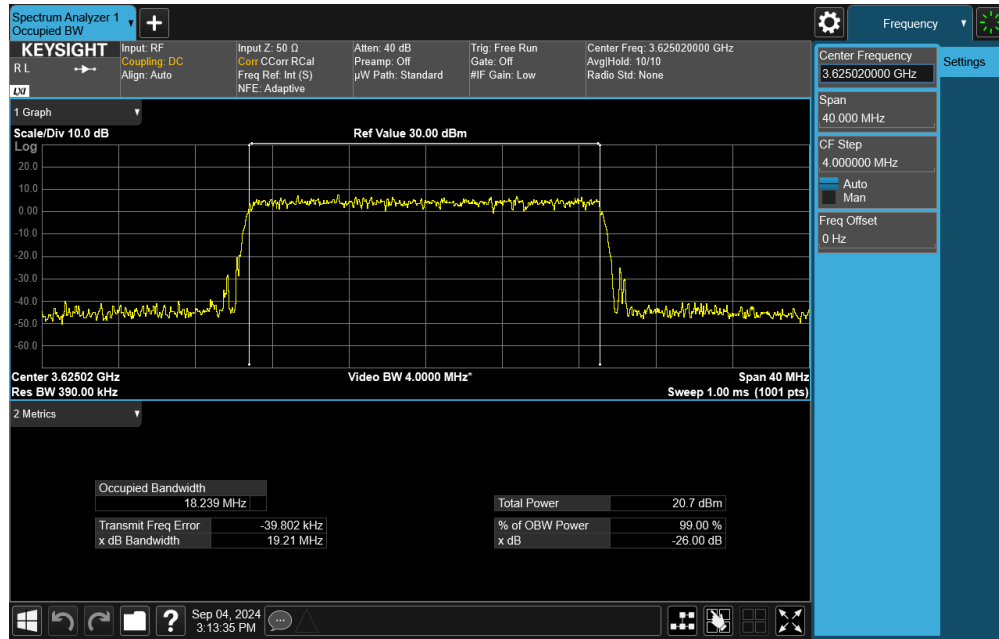 Spectrum Analyzer 1
Occupied BW
Frequency
KEYSIGHT
R L
LXI
Input: RF
Coupling: DC
Align: Auto
Input Z: 50 Ω
Corr CCorr RCal
Freq Ref: Int (S)
NFE: Adaptive
Atten: 40 dB
Preamp: Off
µW Path: Standard
Trig: Free Run
Gate: Off
#IF Gain: Low
Center Freq: 3.625020000 GHz
Avg|Hold: 10/10
Radio Std: None
Center Frequency
3.625020000 GHz
Settings
Span
40.000 MHz
CF Step
4.000000 MHz
Auto
Man
Freq Offset
0 Hz
1 Graph
Scale/Div 10.0 dB
Ref Value 30.00 dBm
Log
20.0
10.0
0.00
-10.0
-20.0
-30.0
-40.0
-50.0
-60.0
Center 3.62502 GHz
Video BW 4.0000 MHz*
Span 40 MHz
Res BW 390.00 kHz
Sweep 1.00 ms (1001 pts)
2 Metrics
Occupied Bandwidth
18.239 MHz
Total Power 20.7 dBm
Transmit Freq Error -39.802 kHz
% of OBW Power 99.00 %
x dB Bandwidth 19.21 MHz
x dB -26.00 dB
?
Sep 04, 2024
3:13:35 PM